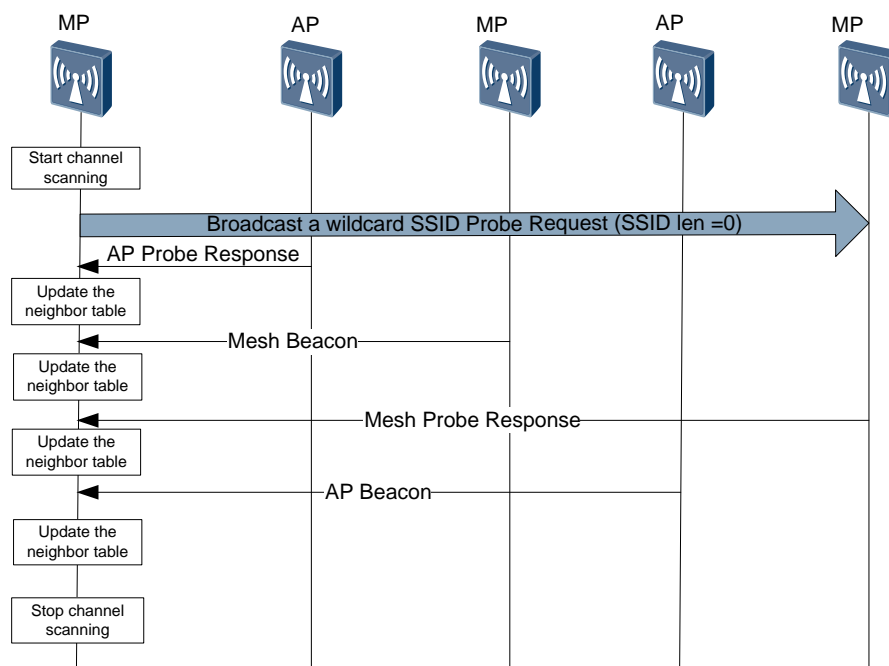 MP AP MP AP MP
Start channel
scanning
Broadcast a wildcard SSID Probe Request (SSID len =0)
AP Probe Response
Update the
neighbor table
Mesh Beacon
Update the
neighbor table
Mesh Probe Response
Update the
neighbor table
AP Beacon
Update the
neighbor table
Stop channel
scanning